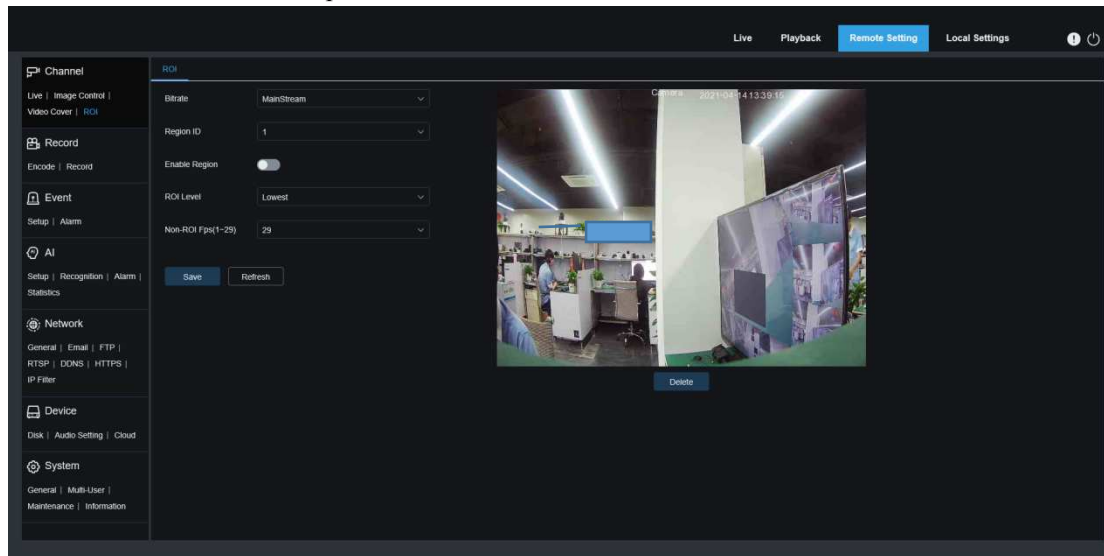 Live Playback Remote Setting Local Settings
Channel
Live | Image Control |
Video Cover | ROI
Record
Encode | Record
Event
Setup | Alarm
AI
Setup | Recognition | Alarm |
Statistics
Network
General | Email | FTP |
RTSP | DDNS | HTTPS |
IP Filter
Device
Disk | Audio Setting | Cloud
System
General | Multi-User |
Maintenance | Information
ROI
Bitrate MainStream
Region ID 1
Enable Region
ROI Level Lowest
Non-ROI Fps(1~29) 29
Save Refresh
Camera 2021-04-14 13:39:15
Delete